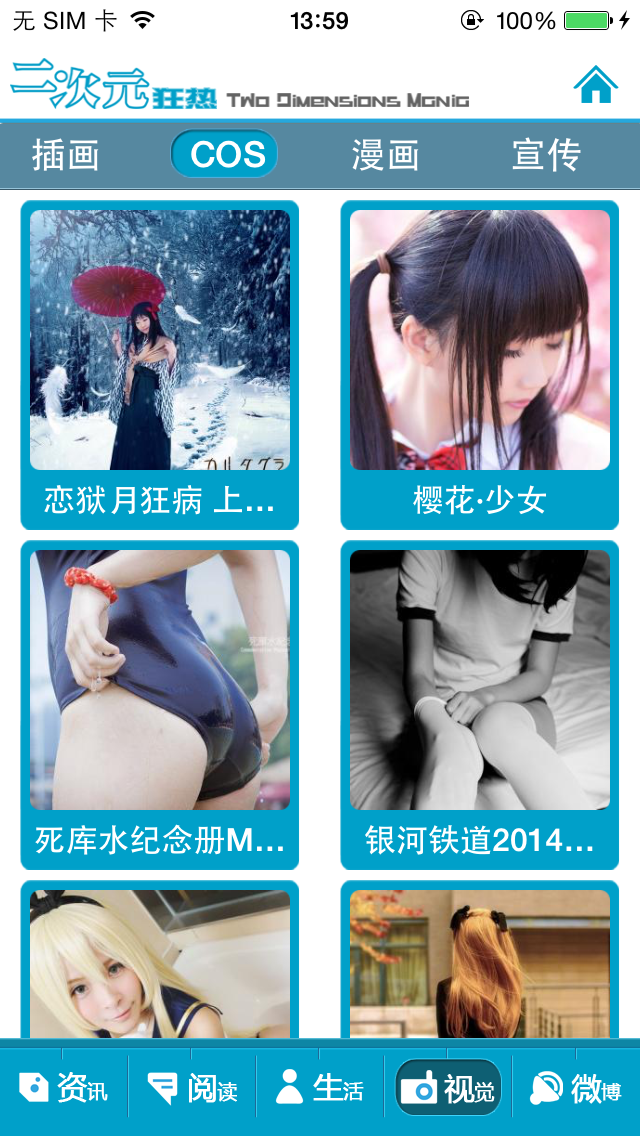 无 SIM 卡 13:59 100%
二次元狂热 Two Dimensions Manic
插画 COS 漫画 宣传
カリタグラ
恋狱月狂病 上... 樱花·少女
死库水纪念册M... 银河铁道2014...
资讯 阅读 生活 视觉 微博